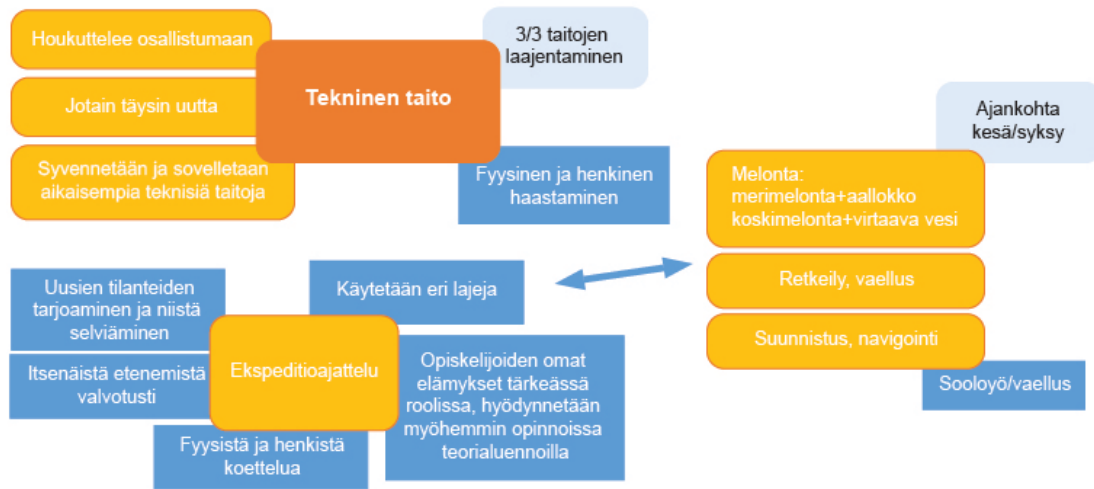 Houkuttelee osallistumaan
Jotain täysin uutta
Syvennetään ja sovelletaan
aikaisempia teknisiä taitoja
Tekninen taito
3/3 taitojen
laajentaminen
Fyysinen ja henkinen
haastaminen
Ajankohta
kesä/syksy
Melonta:
merimelonta+aallokko
koskimelonta+virtaava vesi
Retkeily, vaellus
Suunnistus, navigointi
Sooloyö/vaellus
Uusien tilanteiden
tarjoaminen ja niistä
selviäminen
Käytetään eri lajeja
Itsenäistä etenemistä
valvotusti
Ekspeditioajattelu
Opiskelijoiden omat
elämykset tärkeässä
roolissa, hyödynnetään
myöhemmin opinnoissa
teorialuennoilla
Fyysistä ja henkistä
koettelua